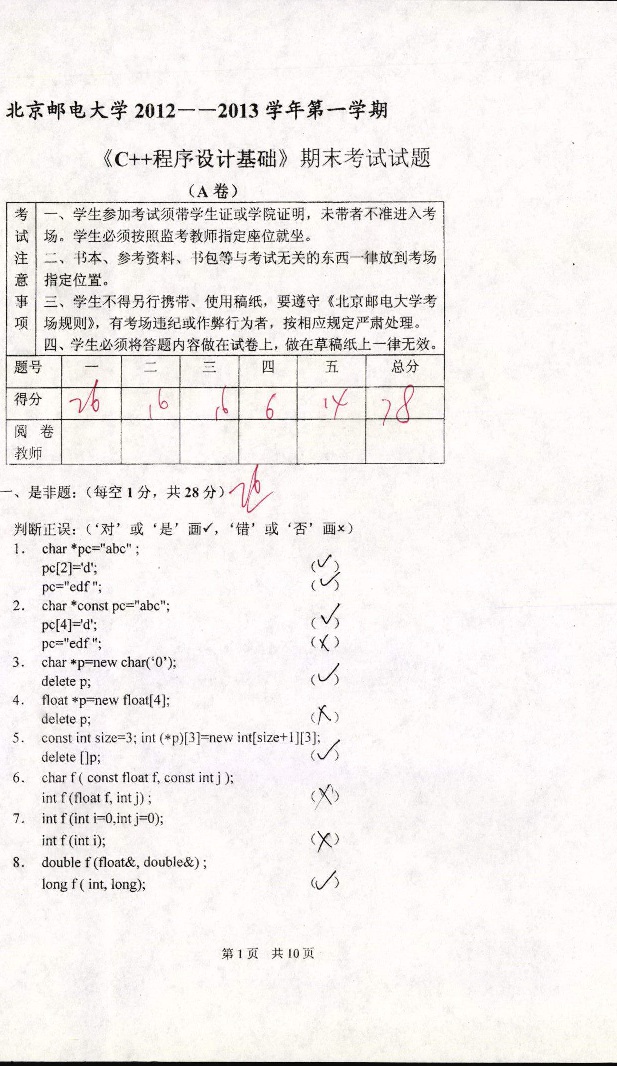 北京邮电大学 2012——2013 学年第一学期
《C++程序设计基础》期末考试试题
（A 卷）
考试注意事项
一、学生参加考试须带学生证或学院证明，未带者不准进入考
场。学生必须按照监考教师指定座位就坐。
二、书本、参考资料、书包等与考试无关的东西一律放到考场
指定位置。
三、学生不得另行携带、使用稿纸，要遵守《北京邮电大学考
场规则》，有考场违纪或作弊行为者，按相应规定严肃处理。
四、学生必须将答题内容做在试卷上，做在草稿纸上一律无效。
题号 一 二 三 四 五 总分
得分 26 16 16 6 14 78
阅 卷
教师
一、是非题：（每空 1 分，共 28 分） 26
判断正误：（‘对’或‘是’画✓，‘错’或‘否’画×）
1. char *pc="abc" ;
pc[2]='d'; (✓)
pc="edf "; (✓)
2. char *const pc="abc";
pc[4]='d'; (✓)
pc="edf "; (×)
3. char *p=new char(‘0’);
delete p; (✓)
4. float *p=new float[4];
delete p; (×)
5. const int size=3; int (*p)[3]=new int[size+1][3];
delete []p; (✓)
6. char f ( const float f, const int j );
int f (float f, int j) ; (×)
7. int f (int i=0,int j=0);
int f (int i); (×)
8. double f (float&, double&) ;
long f ( int, long); (✓)
第 1 页 共 10 页